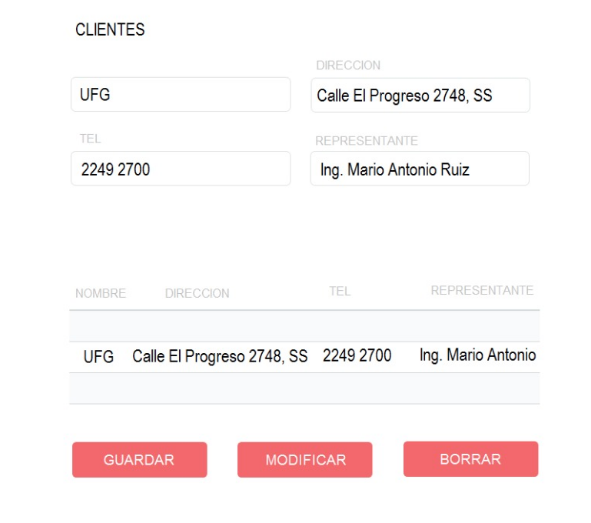 CLIENTES
DIRECCION
UFG
Calle El Progreso 2748, SS
TEL
REPRESENTANTE
2249 2700
Ing. Mario Antonio Ruiz
NOMBRE DIRECCION TEL REPRESENTANTE
UFG Calle El Progreso 2748, SS 2249 2700 Ing. Mario Antonio
GUARDAR MODIFICAR BORRAR